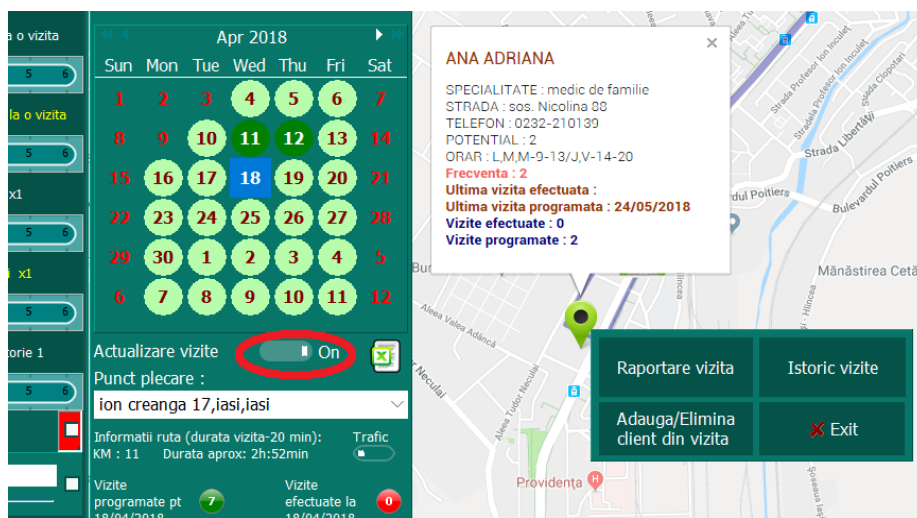 a o vizita
5 6
la o vizita
5 6
x1
5 6
i x1
5 6
torie 1
5 6
Apr 2018
Sun Mon Tue Wed Thu Fri Sat
1 2 3 4 5 6 7
8 9 10 11 12 13 14
15 16 17 18 19 20 21
22 23 24 25 26 27 28
29 30 1 2 3 4 5
6 7 8 9 10 11 12
Actualizare vizite On
Punct plecare :
ion creanga 17,iasi,iasi
Informatii ruta (durata vizita-20 min): Trafic
KM : 11 Durata aprox: 2h:52min
Vizite programate pt 18/04/2018 7
Vizite efectuate la 18/04/2018 0
ANA ADRIANA
SPECIALITATE : medic de familie
STRADA : sos. Nicolina 88
TELEFON : 0232-210139
POTENTIAL : 2
ORAR : L,M,M-9-13/J,V-14-20
Frecventa : 2
Ultima vizita efectuata :
Ultima vizita programata : 24/05/2018
Vizite efectuate : 0
Vizite programate : 2
Raportare vizita
Istoric vizite
Adauga/Elimina
client din vizita
Exit
Strada Profesor Ion Inculeț
Strada Libertății
dul Poitiers
Bulevardul Poitiers
Mănăstirea Cetă
Aleea Valea Adâncă
Aleea Tudor Neculai
Providența
H